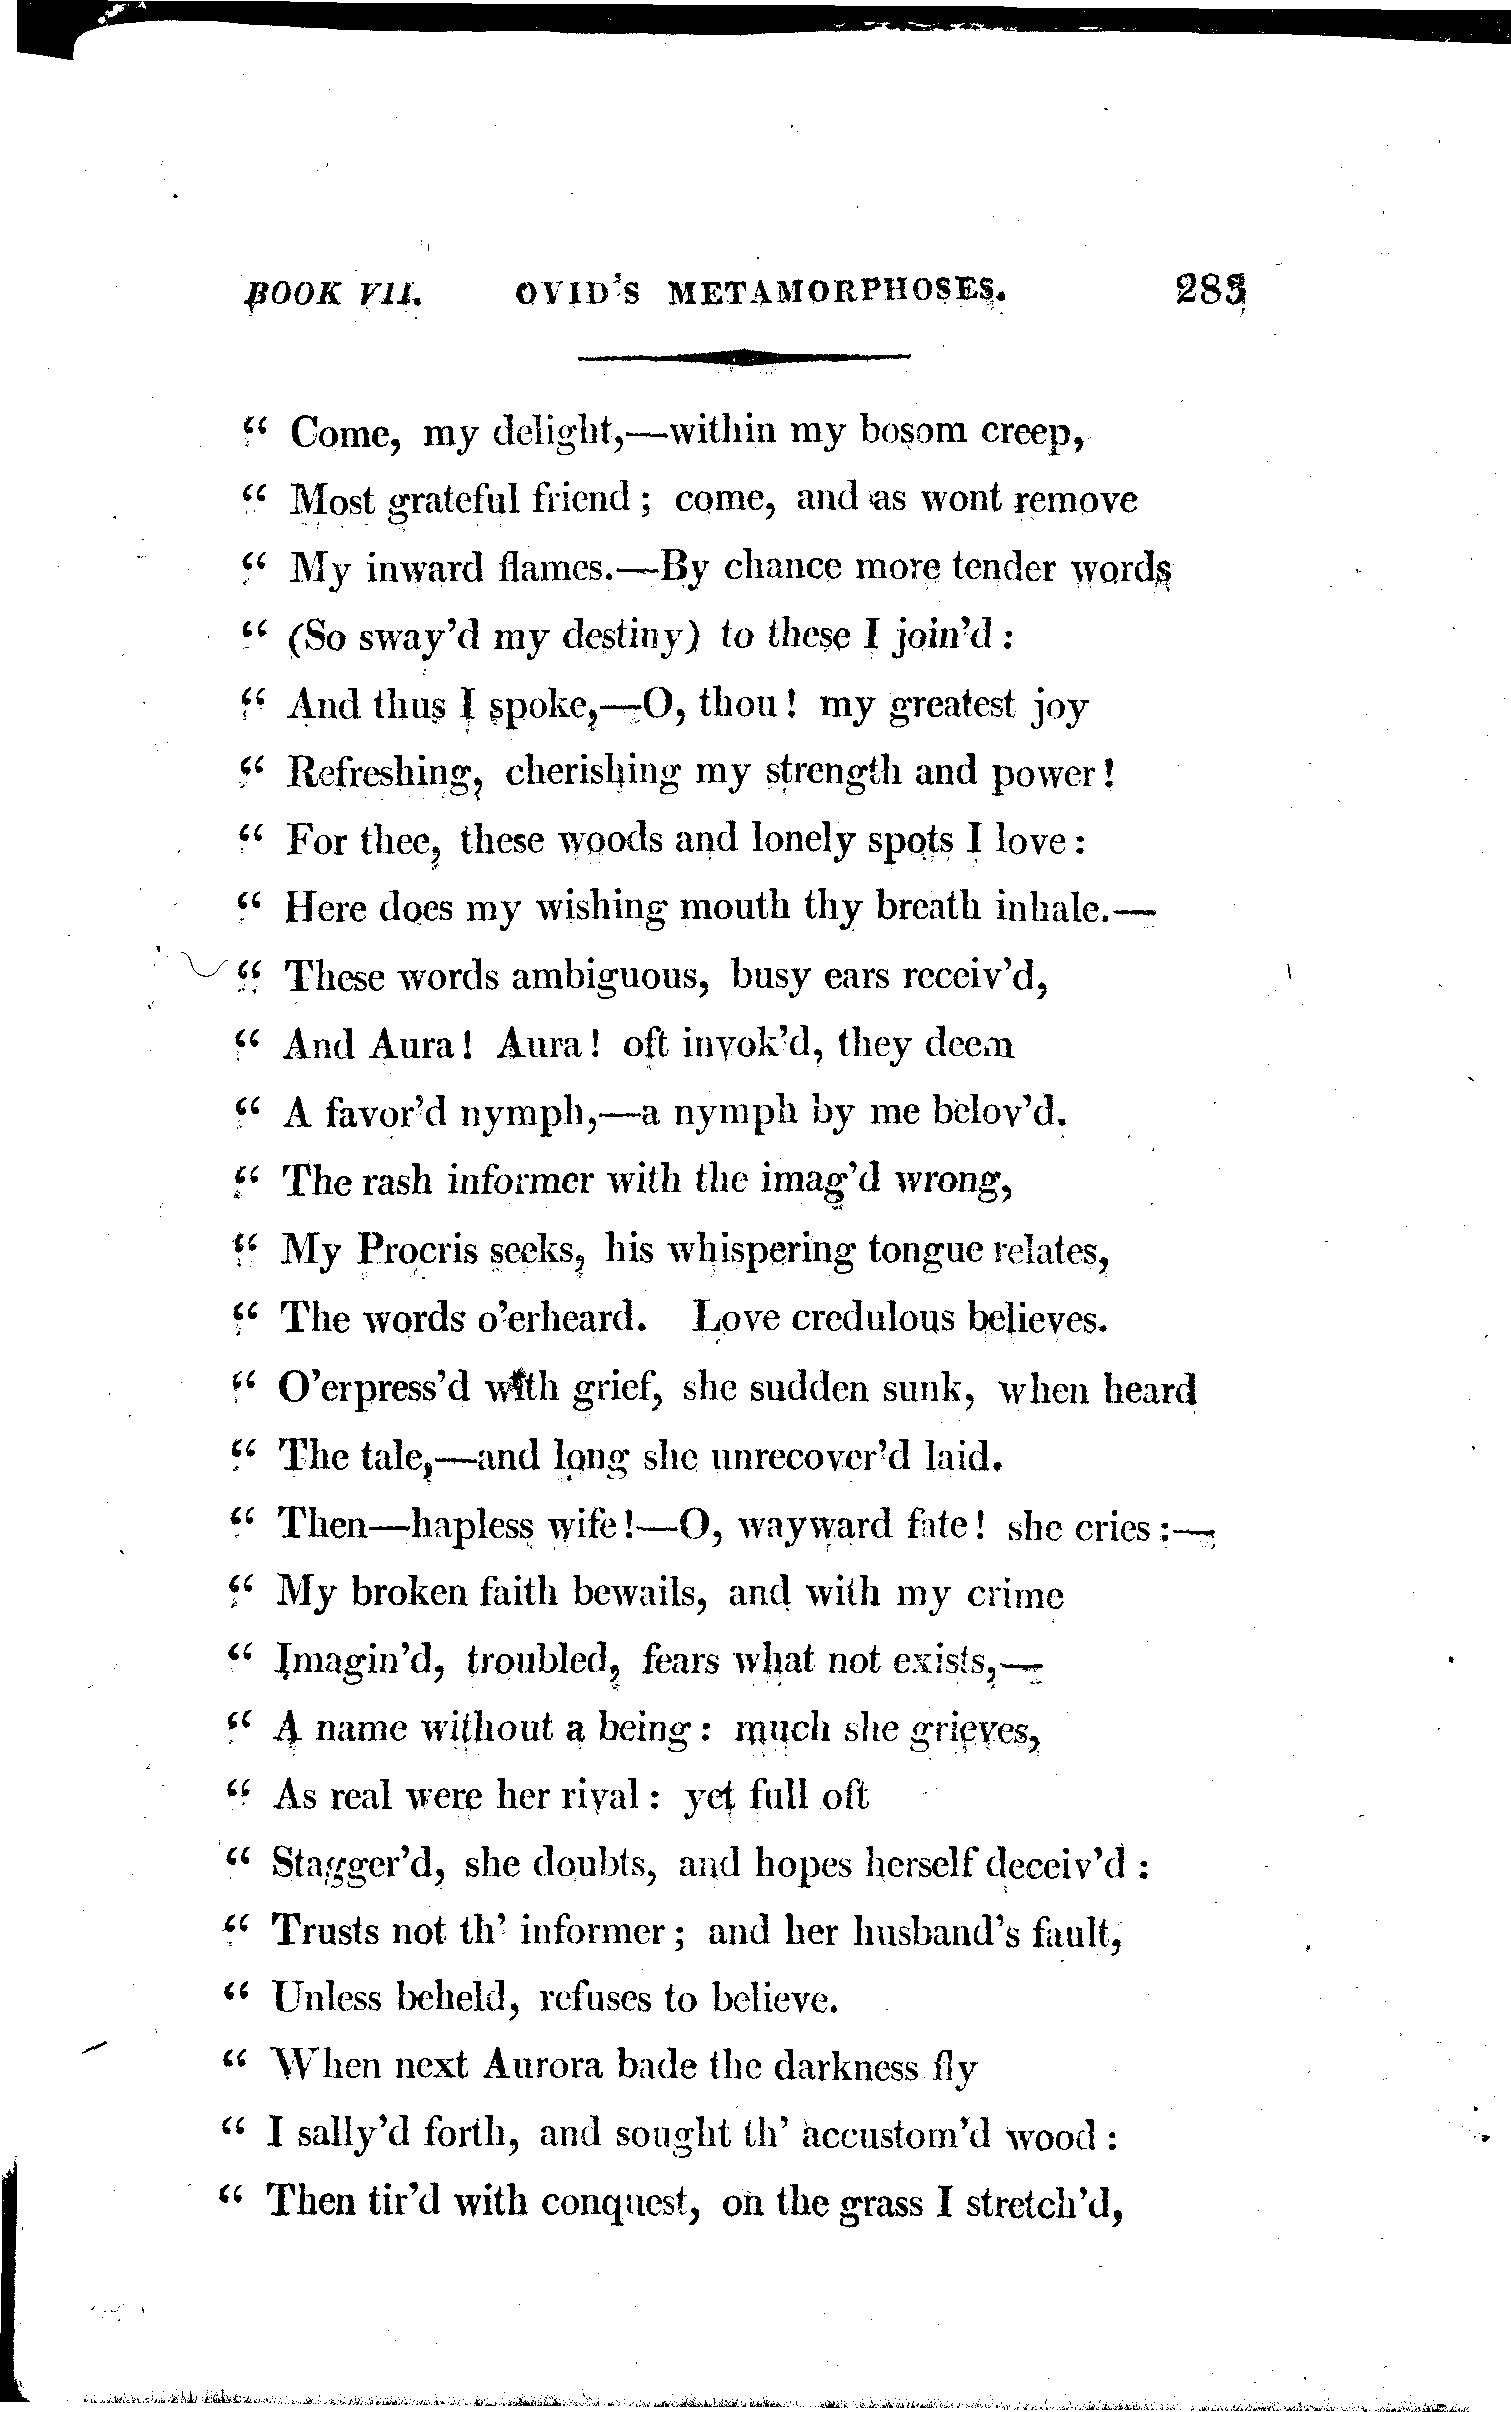 BOOK VII. OVID'S METAMORPHOSES. 283
“ Come, my delight,—within my bosom creep,
“ Most grateful friend ; come, and as wont remove
“ My inward flames.—By chance more tender words
“ (So sway'd my destiny) to these I join'd :
“ And thus I spoke,—O, thou! my greatest joy
“ Refreshing, cherishing my strength and power!
“ For thee, these woods and lonely spots I love :
“ Here does my wishing mouth thy breath inhale.—
“ These words ambiguous, busy ears receiv'd,
“ And Aura! Aura! oft invok'd, they deem
“ A favor'd nymph,—a nymph by me belov'd.
“ The rash informer with the imag'd wrong,
“ My Procris seeks, his whispering tongue relates,
“ The words o'erheard. Love credulous believes.
“ O'erpress'd with grief, she sudden sunk, when heard
“ The tale,—and long she unrecover'd laid.
“ Then—hapless wife!—O, wayward fate! she cries :—
“ My broken faith bewails, and with my crime
“ Imagin'd, troubled, fears what not exists,—
“ A name without a being : much she grieves,
“ As real were her rival : yet full oft
“ Stagger'd, she doubts, and hopes herself deceiv'd :
“ Trusts not th' informer ; and her husband's fault,
“ Unless beheld, refuses to believe.
“ When next Aurora bade the darkness fly
“ I sally'd forth, and sought th' accustom'd wood :
“ Then tir'd with conquest, on the grass I stretch'd,